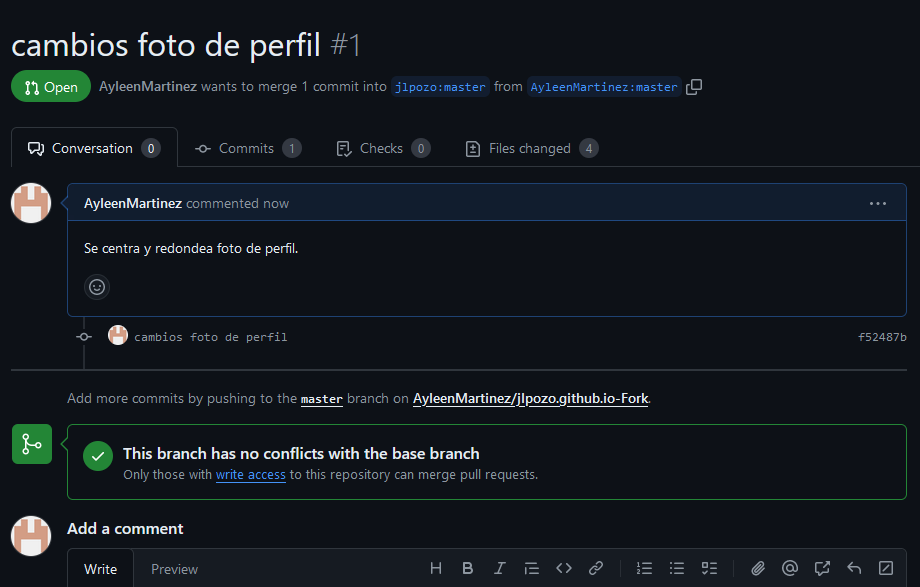 cambios foto de perfil #1
Open AyleenMartinez wants to merge 1 commit into jlpozo:master from AyleenMartinez:master
Conversation 0 Commits 1 Checks 0 Files changed 4
AyleenMartinez commented now
Se centra y redondea foto de perfil.
cambios foto de perfil f52487b
Add more commits by pushing to the master branch on AyleenMartinez/jlpozo.github.io-Fork.
This branch has no conflicts with the base branch
Only those with write access to this repository can merge pull requests.
Add a comment
Write Preview